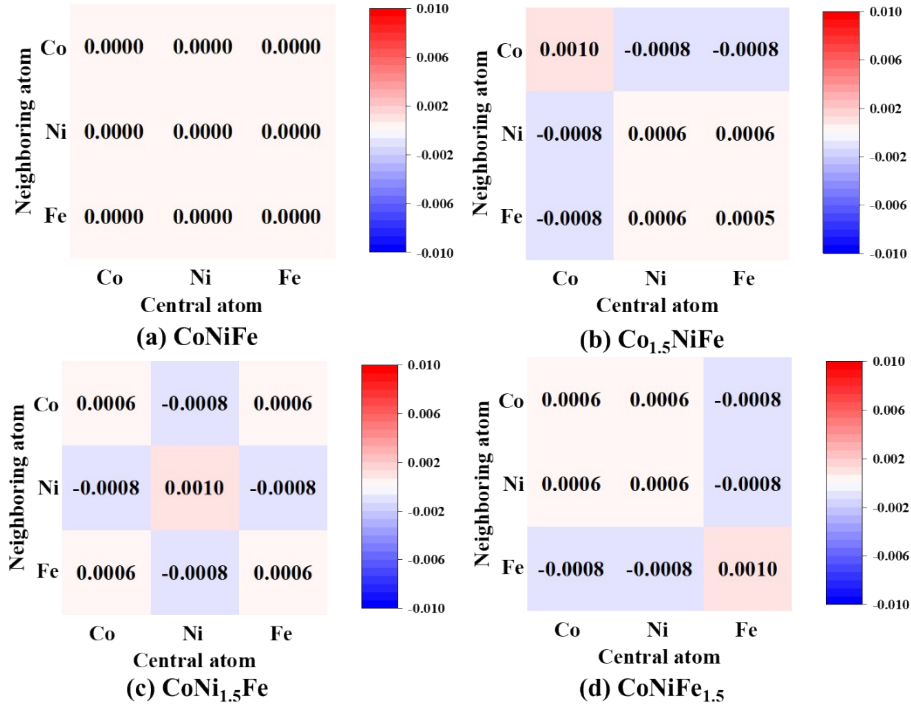 Neighboring atom
Co 0.0000 0.0000 0.0000
Ni 0.0000 0.0000 0.0000
Fe 0.0000 0.0000 0.0000
Co Ni Fe
Central atom
0.010
0.006
0.002
-0.002
-0.006
-0.010
(a) CoNiFe
Neighboring atom
Co 0.0010 -0.0008 -0.0008
Ni -0.0008 0.0006 0.0006
Fe -0.0008 0.0006 0.0005
Co Ni Fe
Central atom
0.010
0.006
0.002
-0.002
-0.006
-0.010
(b) Co1.5NiFe
Neighboring atom
Co 0.0006 -0.0008 0.0006
Ni -0.0008 0.0010 -0.0008
Fe 0.0006 -0.0008 0.0006
Co Ni Fe
Central atom
0.010
0.006
0.002
-0.002
-0.006
-0.010
(c) CoNi1.5Fe
Neighboring atom
Co 0.0006 0.0006 -0.0008
Ni 0.0006 0.0006 -0.0008
Fe -0.0008 -0.0008 0.0010
Co Ni Fe
Central atom
0.010
0.006
0.002
-0.002
-0.006
-0.010
(d) CoNiFe1.5